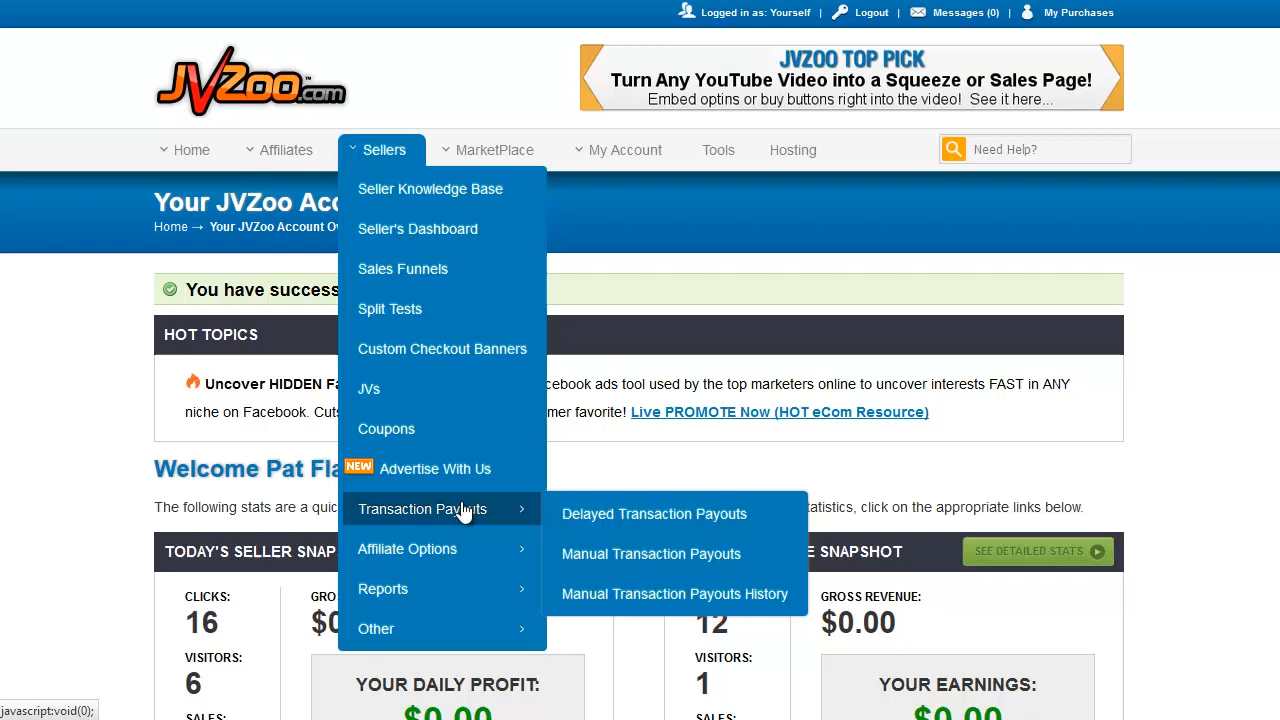 Logged in as: Yourself | Logout | Messages (0) | My Purchases
JVZoo.com
JVZOO TOP PICK
Turn Any YouTube Video into a Squeeze or Sales Page!
Embed optins or buy buttons right into the video! See it here...
Home Affiliates Sellers MarketPlace My Account Tools Hosting Need Help?
Seller Knowledge Base
Seller's Dashboard
Sales Funnels
Split Tests
Custom Checkout Banners
JVs
Coupons
NEW Advertise With Us
Transaction Payouts
Affiliate Options
Reports
Other
Delayed Transaction Payouts
Manual Transaction Payouts
Manual Transaction Payouts History
Your JVZoo Acc
Home → Your JVZoo Account Ov
You have success
HOT TOPICS
Uncover HIDDEN Fa cebook ads tool used by the top marketers online to uncover interests FAST in ANY
niche on Facebook. Cuts mer favorite! Live PROMOTE Now (HOT eCom Resource)
Welcome Pat Fla
The following stats are a quic tatistics, click on the appropriate links below.
TODAY'S SELLER SNAP E SNAPSHOT SEE DETAILED STATS
CLICKS: GRO GROSS REVENUE:
16 $0 12 $0.00
VISITORS: VISITORS:
6 YOUR DAILY PROFIT: 1 YOUR EARNINGS:
SALES: $0.00 SALES: $0.00
javascript:void(0);